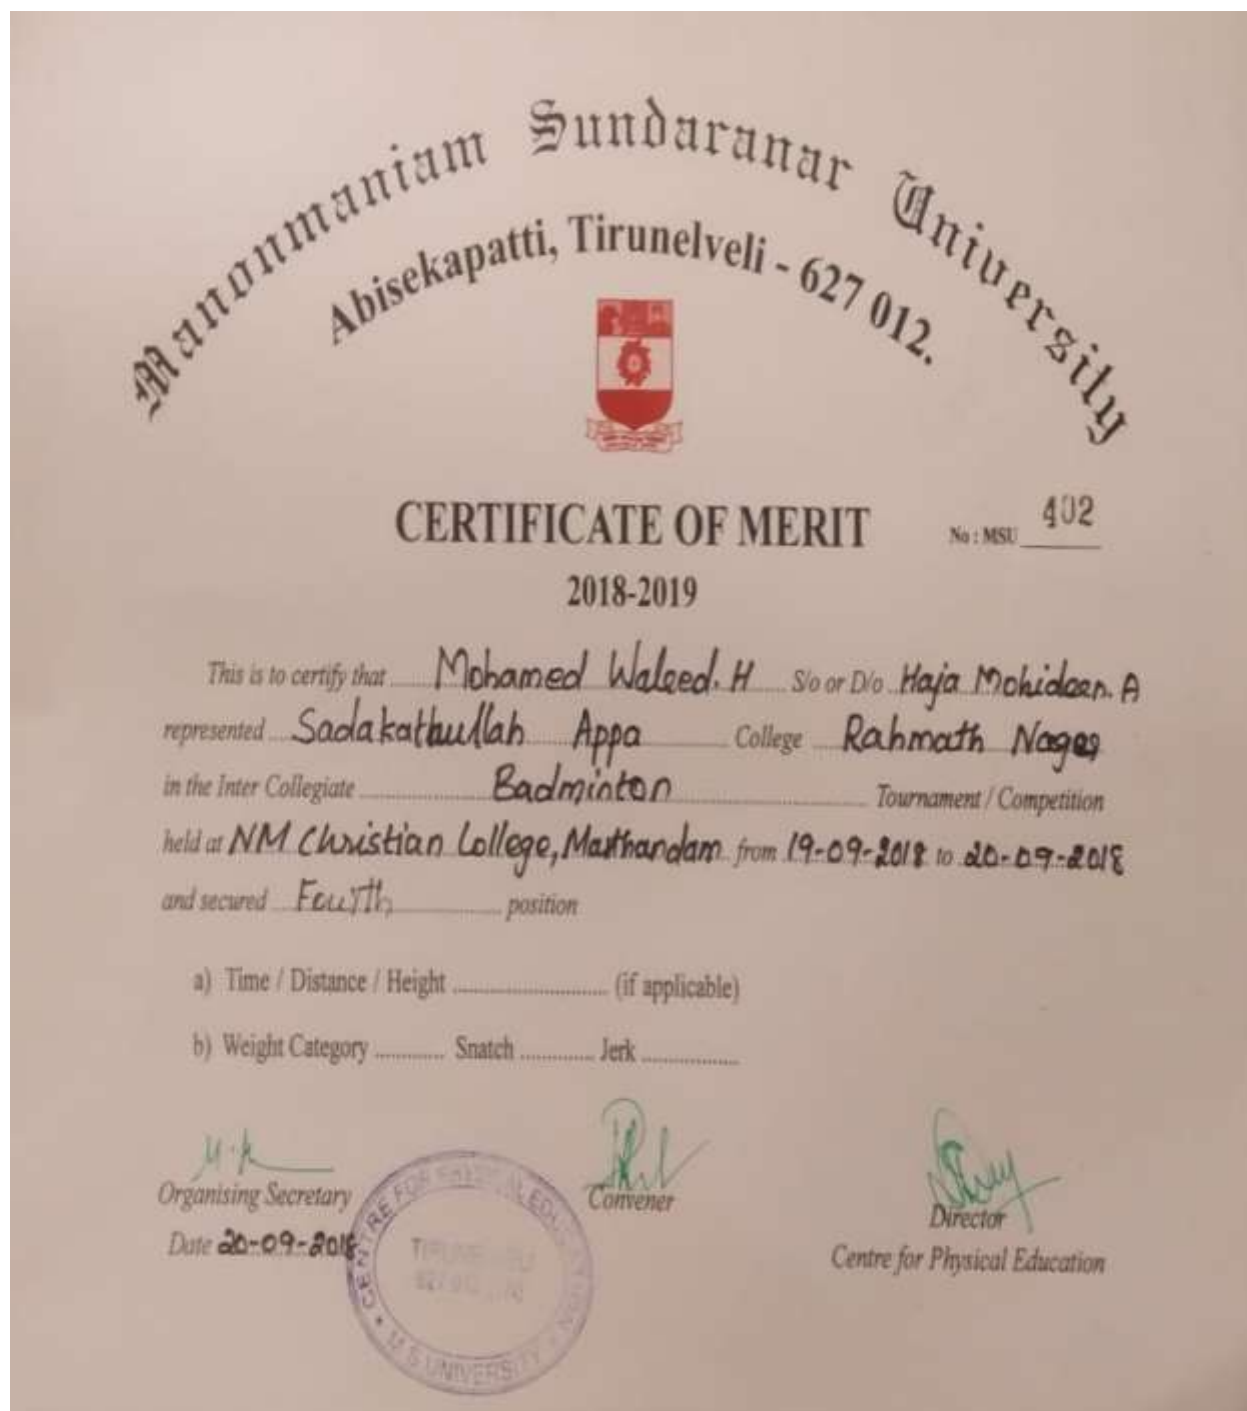 Manonmaniam Sundaranar University
Abisekapatti, Tirunelveli - 627 012.
CERTIFICATE OF MERIT
No : MSU 402
2018-2019
This is to certify that Mohamed Waleed. H S/o or D/o Haja Mohideen. A
represented Sadakathullah Appa College Rahmath Nagar
in the Inter Collegiate Badminton Tournament / Competition
held at NM Christian College, Marthandam from 19-09-2018 to 20-09-2018
and secured Fourth position
a) Time / Distance / Height (if applicable)
b) Weight Category Snatch Jerk
Organising Secretary
Convener
Director
Date 20-09-2018
Centre for Physical Education
CENTRE FOR PHYSICAL EDUCATION
M.S UNIVERSITY